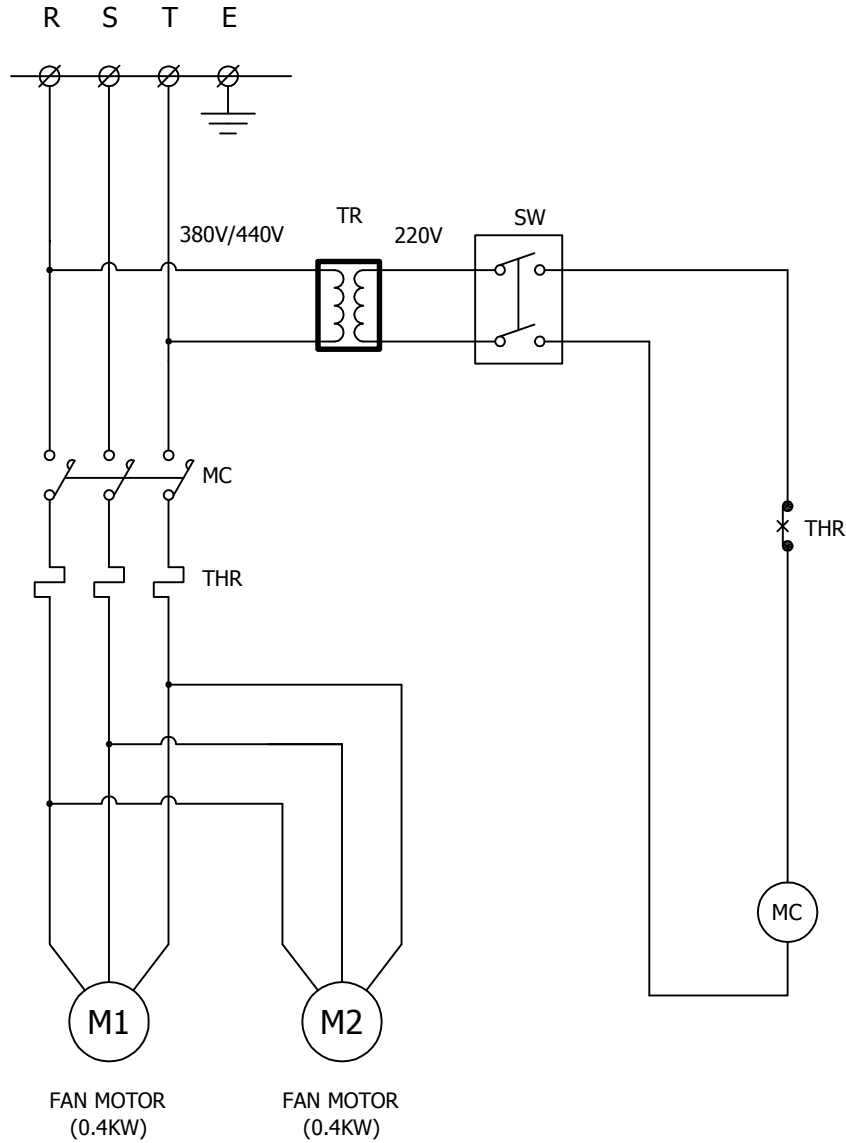 R S T E
TR
SW
380V/440V
220V
MC
THR
THR
MC
M1
M2
FAN MOTOR
(0.4KW)
FAN MOTOR
(0.4KW)